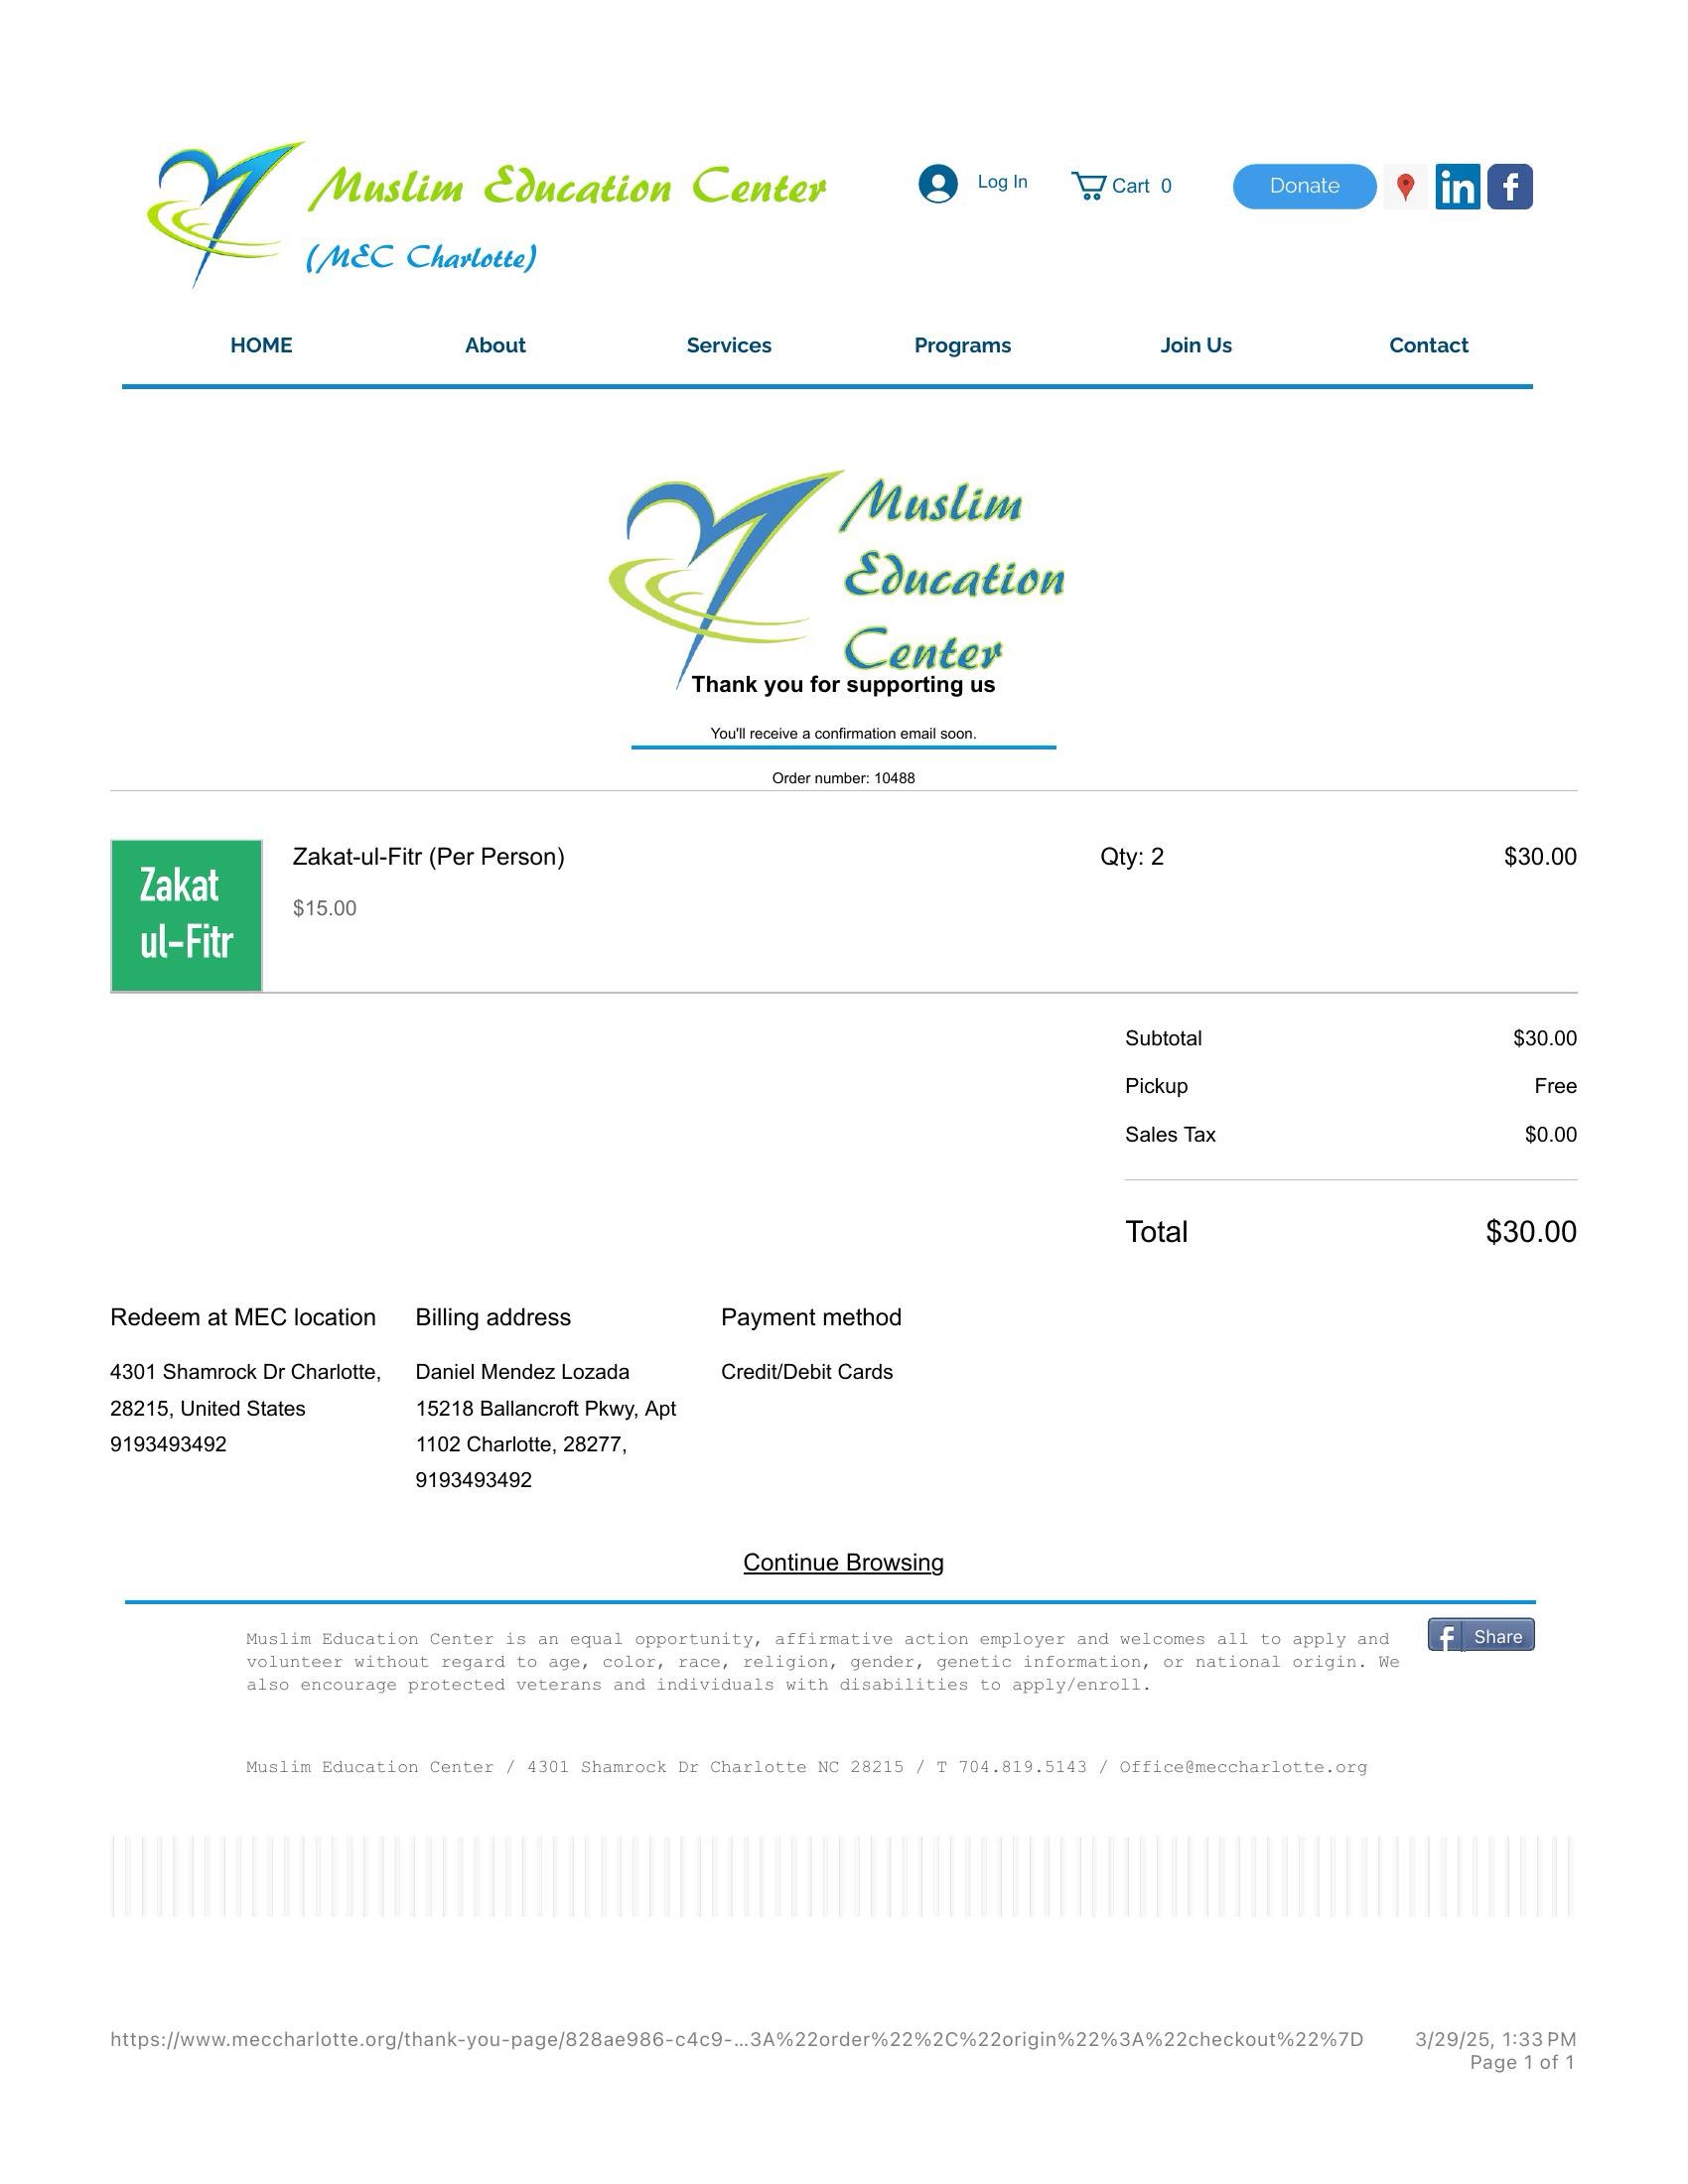 Muslim Education Center
(MEC Charlotte)
Log In
Cart 0
Donate
HOME About Services Programs Join Us Contact
Muslim
Education
Center
Thank you for supporting us
You'll receive a confirmation email soon.
Order number: 10488
Zakat
ul-Fitr
Zakat-ul-Fitr (Per Person) Qty: 2 $30.00
$15.00
Subtotal $30.00
Pickup Free
Sales Tax $0.00
Total $30.00
Redeem at MEC location
4301 Shamrock Dr Charlotte,
28215, United States
9193493492
Billing address
Daniel Mendez Lozada
15218 Ballancroft Pkwy, Apt
1102 Charlotte, 28277,
9193493492
Payment method
Credit/Debit Cards
Continue Browsing
Muslim Education Center is an equal opportunity, affirmative action employer and welcomes all to apply and
volunteer without regard to age, color, race, religion, gender, genetic information, or national origin. We
also encourage protected veterans and individuals with disabilities to apply/enroll.
Share
Muslim Education Center / 4301 Shamrock Dr Charlotte NC 28215 / T 704.819.5143 / Office@meccharlotte.org
https://www.meccharlotte.org/thank-you-page/828ae986-c4c9-…3A%22order%22%2C%22origin%22%3A%22checkout%22%7D 3/29/25, 1:33 PM
Page 1 of 1